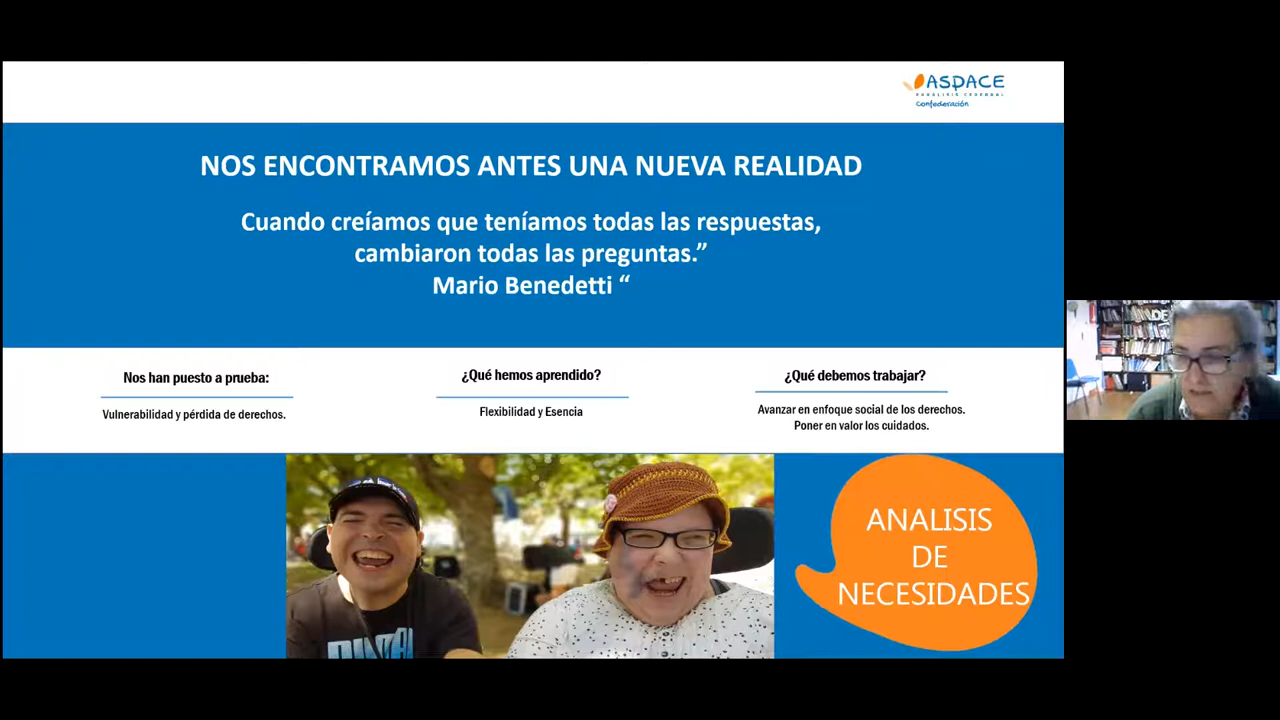 ASPACE
PARÁLISIS CEREBRAL
Confederación
NOS ENCONTRAMOS ANTES UNA NUEVA REALIDAD
Cuando creíamos que teníamos todas las respuestas,
cambiaron todas las preguntas.”
Mario Benedetti “
Nos han puesto a prueba:
Vulnerabilidad y pérdida de derechos.
¿Qué hemos aprendido?
Flexibilidad y Esencia
¿Qué debemos trabajar?
Avanzar en enfoque social de los derechos.
Poner en valor los cuidados.
ANALISIS
DE
NECESIDADES